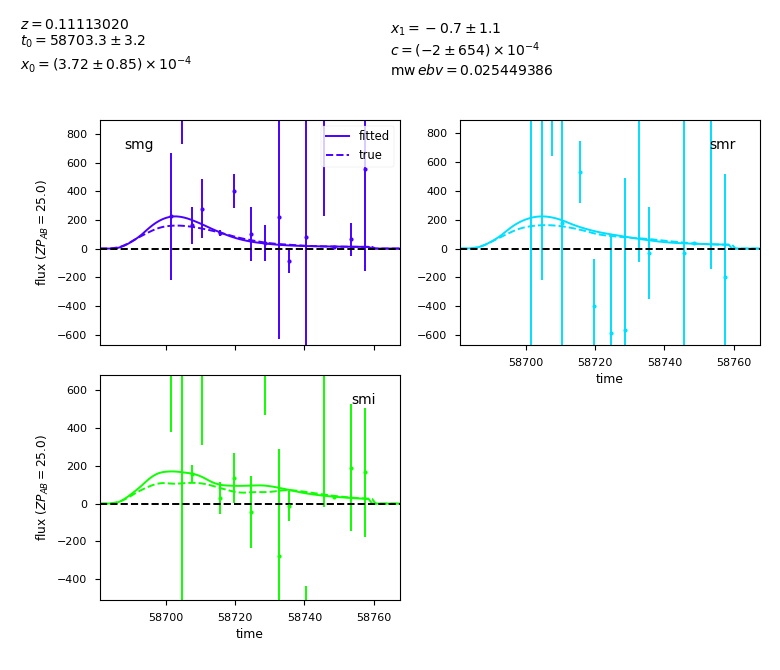 z = 0.11113020
t₀ = 58703.3 ± 3.2
x₀ = (3.72 ± 0.85) × 10⁻⁴
x₁ = −0.7 ± 1.1
c = (−2 ± 654) × 10⁻⁴
mw ebv = 0.025449386
smg
fitted
true
800
600
400
200
0
−200
−400
−600
flux (ZP_AB = 25.0)
smr
800
600
400
200
0
−200
−400
−600
58700 58720 58740 58760
time
smi
600
400
200
0
−200
−400
flux (ZP_AB = 25.0)
58700 58720 58740 58760
time